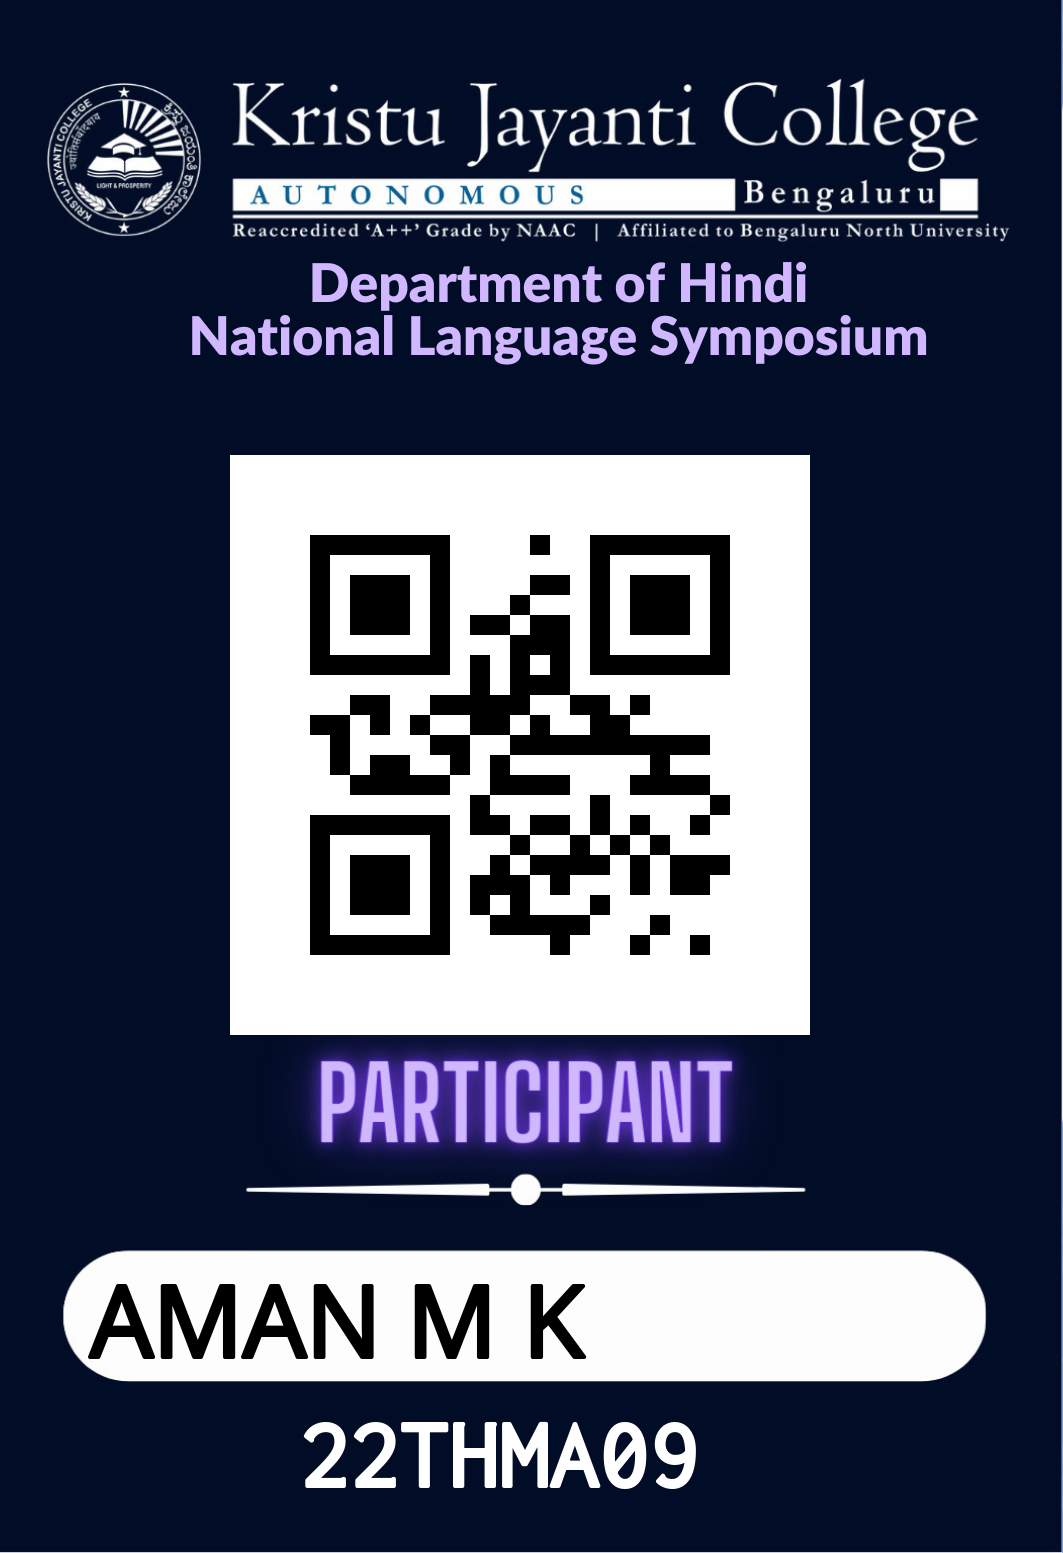 KRISTU JAYANTI COLLEGE
LIGHT & PROSPERITY
Kristu Jayanti College
AUTONOMOUS Bengaluru
Reaccredited ‘A++’ Grade by NAAC | Affiliated to Bengaluru North University
Department of Hindi
National Language Symposium
PARTICIPANT
AMAN M K
22THMA09